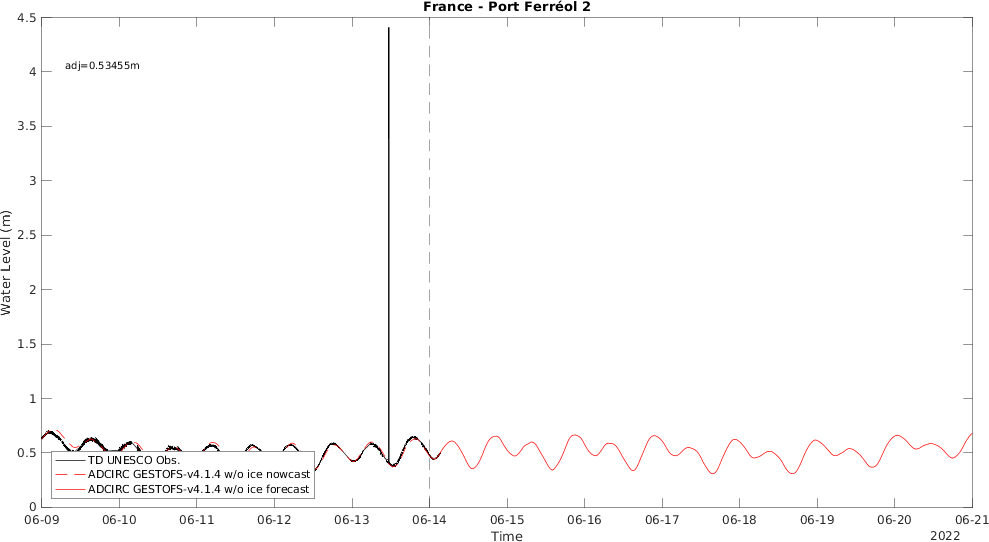 France - Port Ferréol 2
adj=0.53455m
Water Level (m)
4.5
4
3.5
3
2.5
2
1.5
1
0.5
0
TD UNESCO Obs.
ADCIRC GESTOFS-v4.1.4 w/o ice nowcast
ADCIRC GESTOFS-v4.1.4 w/o ice forecast
06-09 06-10 06-11 06-12 06-13 06-14 06-15 06-16 06-17 06-18 06-19 06-20 06-21
Time
2022